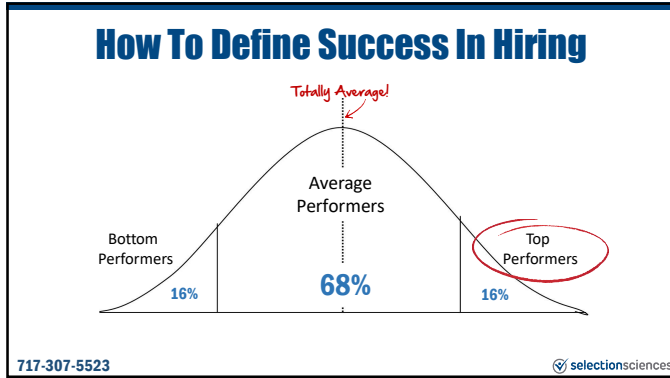 How To Define Success In Hiring
Totally Average!
Average
Performers
Bottom
Performers
Top
Performers
16%
68%
16%
717-307-5523
selectionsciences